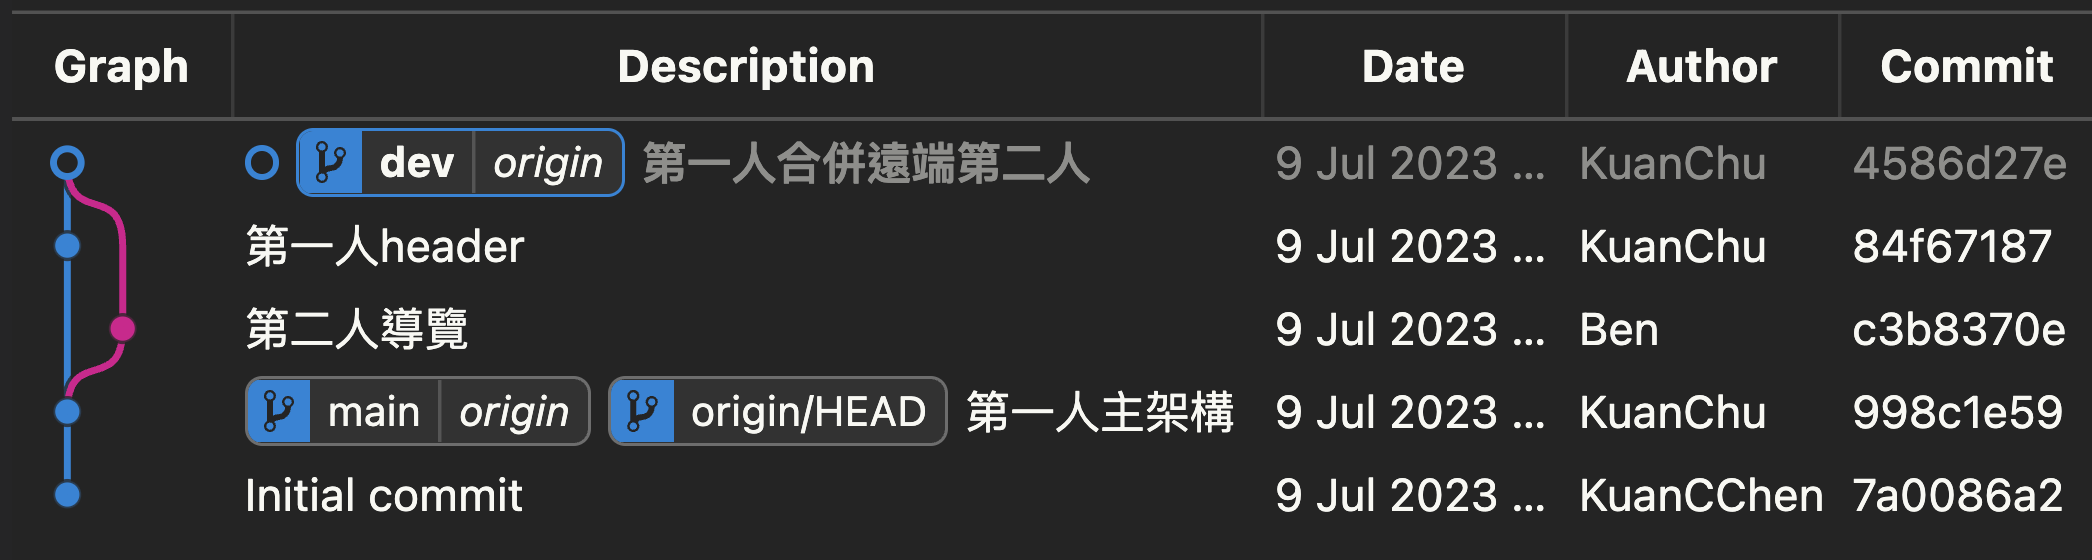 Graph Description Date Author Commit
dev origin 第一人合併遠端第二人 9 Jul 2023 ... KuanChu 4586d27e
第一人header 9 Jul 2023 ... KuanChu 84f67187
第二人導覽 9 Jul 2023 ... Ben c3b8370e
main origin origin/HEAD 第一人主架構 9 Jul 2023 ... KuanChu 998c1e59
Initial commit 9 Jul 2023 ... KuanCChen 7a0086a2